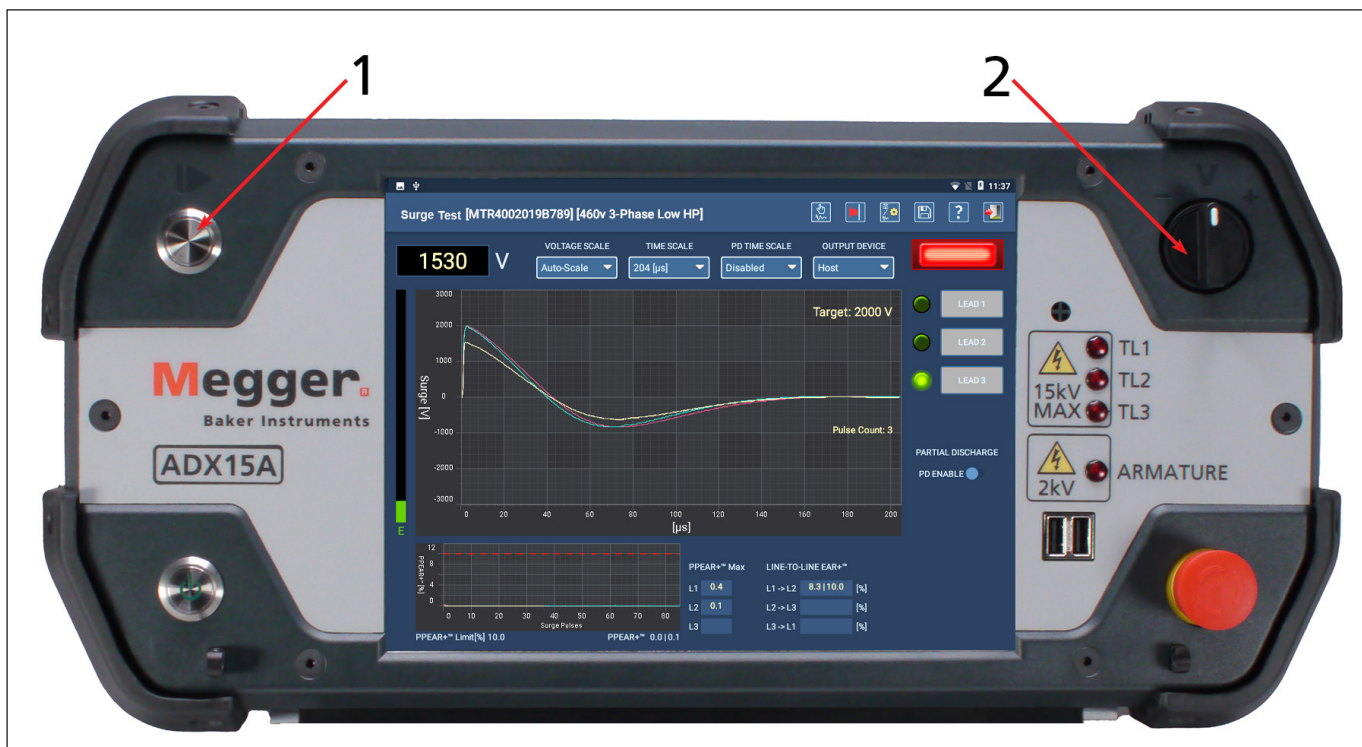 1
2
V
- +
11:37
Surge Test [MTR4002019B789] [460v 3-Phase Low HP]
?
1530 V
VOLTAGE SCALE
Auto-Scale
TIME SCALE
204 [μs]
PD TIME SCALE
Disabled
OUTPUT DEVICE
Host
3000
2000
1000
0
-1000
-2000
-3000
Surge [V]
Target: 2000 V
Pulse Count: 3
0 20 40 60 80 100 120 140 160 180 200
[μs]
E
LEAD 1
LEAD 2
LEAD 3
PARTIAL DISCHARGE
PD ENABLE
12
8
4
0
PPEAR+™[%]
0 10 20 30 40 50 60 70 80
Surge Pulses
PPEAR+™ Limit[%] 10.0
PPEAR+™ 0.0|0.1
PPEAR+™ Max
L1 0.4
L2 0.1
L3
LINE-TO-LINE EAR+™
L1 -> L2 8.3|10.0 [%]
L2 -> L3 [%]
L3 -> L1 [%]
Megger®
Baker Instruments
ADX15A
15kV
MAX
TL1
TL2
TL3
2kV
ARMATURE